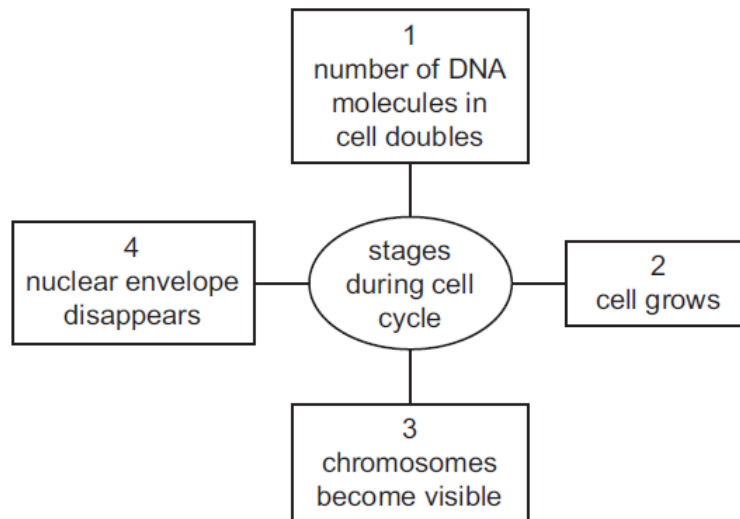 1
number of DNA
molecules in
cell doubles
4
nuclear envelope
disappears
stages
during cell
cycle
2
cell grows
3
chromosomes
become visible